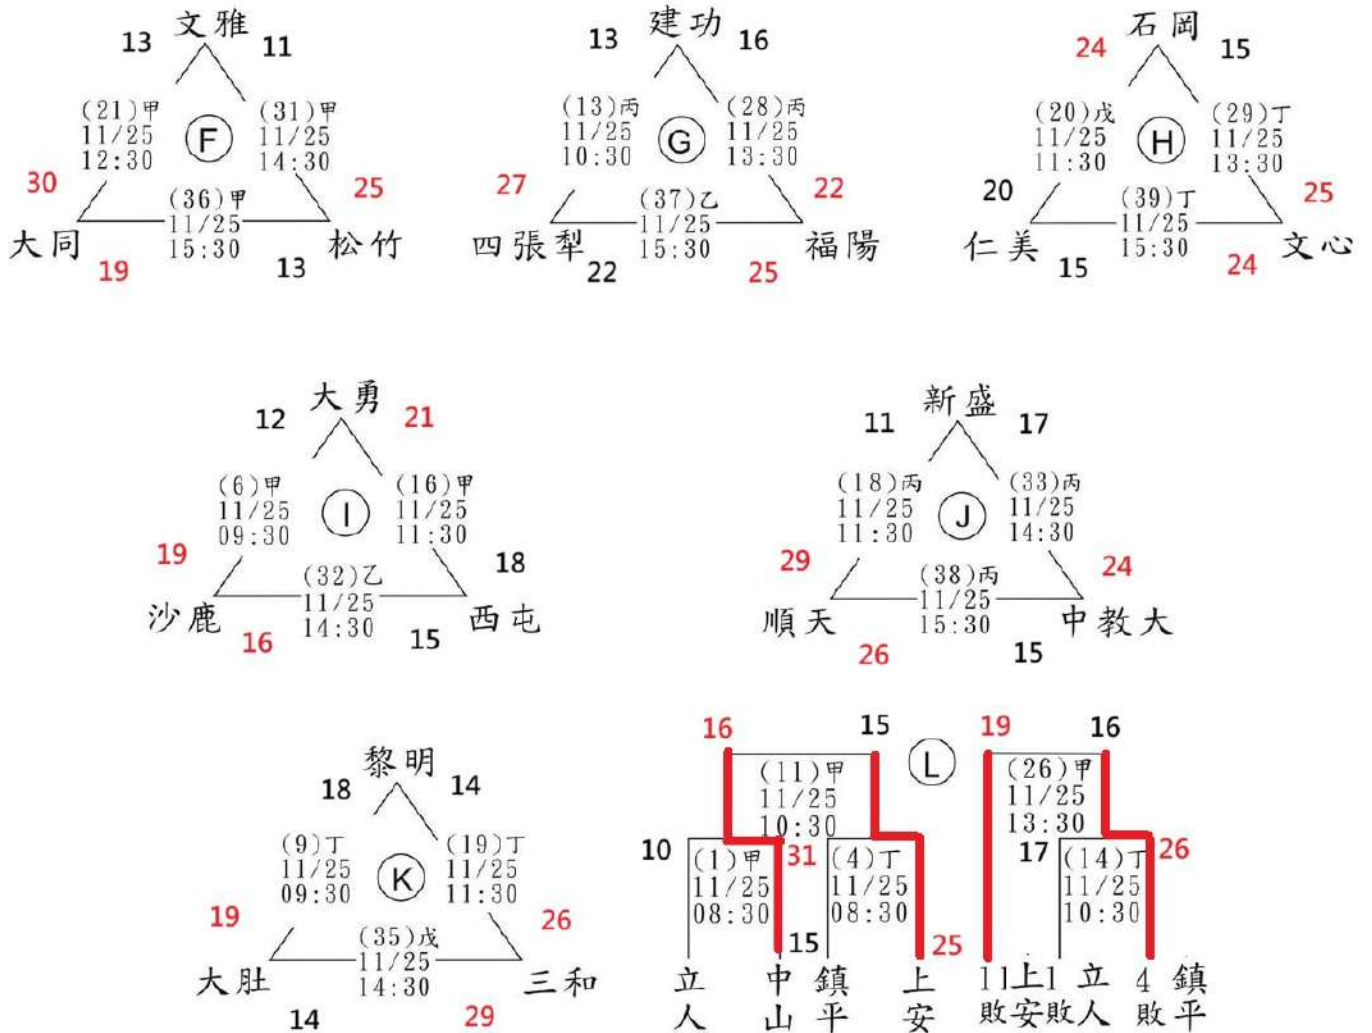 文雅
13 11
(21)甲 (31)甲
11/25 F 11/25
12:30 14:30
30 (36)甲 25
大同 11/25 松竹
19 15:30 13
建功
13 16
(13)丙 (28)丙
11/25 G 11/25
10:30 13:30
27 (37)乙 22
四張犁 11/25 福陽
22 15:30 25
石岡
24 15
(20)戊 (29)丁
11/25 H 11/25
11:30 13:30
20 (39)丁 25
仁美 11/25 文心
15 15:30 24
大勇
12 21
(6)甲 (16)甲
11/25 I 11/25
09:30 11:30
19 (32)乙 18
沙鹿 11/25 西屯
16 14:30 15
新盛
11 17
(18)丙 (33)丙
11/25 J 11/25
11:30 14:30
29 (38)丙 24
順天 11/25 中教大
26 15:30 15
黎明
18 14
(9)丁 (19)丁
11/25 K 11/25
09:30 11:30
19 (35)戊 26
大肚 11/25 三和
14 14:30 29
16 15 L 19 16
(11)甲 (26)甲
11/25 11/25
10:30 13:30
10 31 17 26
(1)甲 (4)丁 (14)丁
11/25 11/25 11/25
08:30 08:30 10:30
15 25
立人 中山 鎮平 上安 11敗 上安 1敗 立人 4敗 鎮平